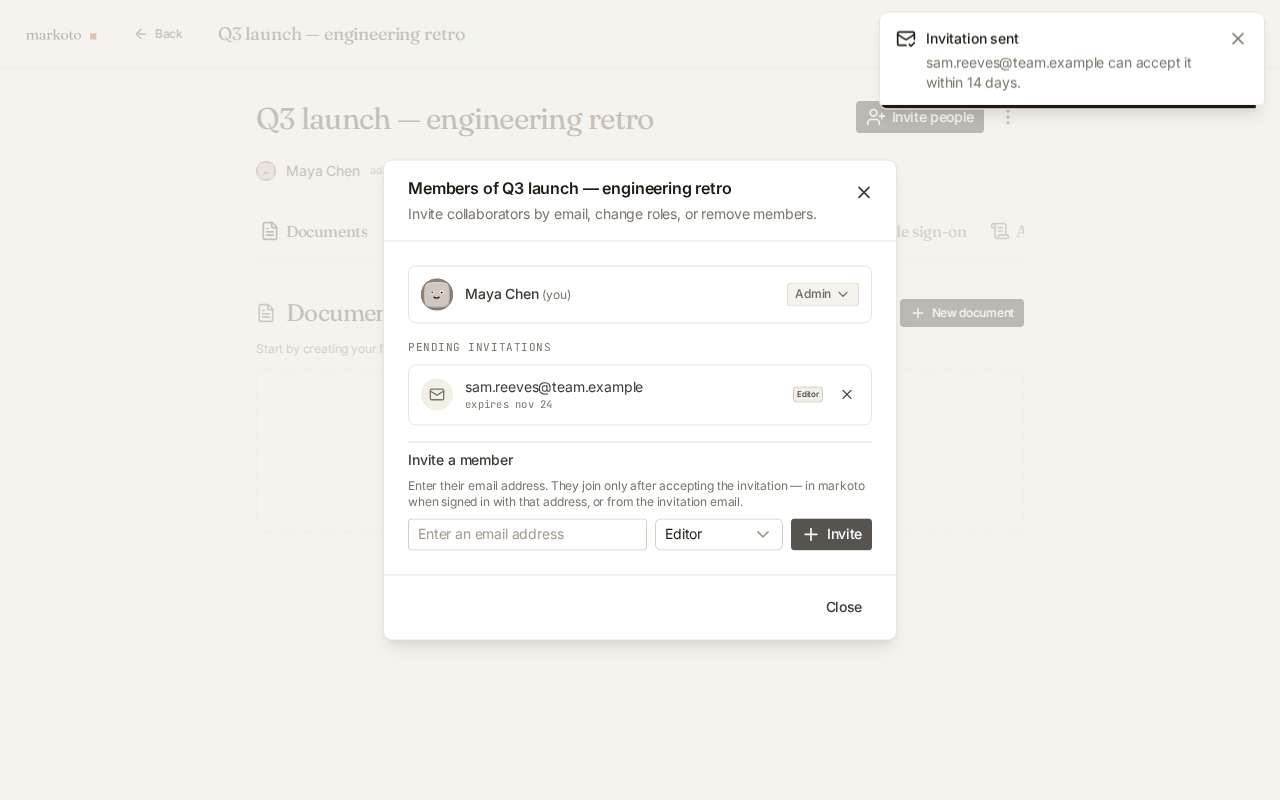 markoto
Back
Q3 launch — engineering retro
Invitation sent
sam.reeves@team.example can accept it
within 14 days.
Q3 launch — engineering retro
Invite people
Maya Chen
Members of Q3 launch — engineering retro
Invite collaborators by email, change roles, or remove members.
Documents
sign-on
Maya Chen (you)
Admin
New document
Start by creating your
PENDING INVITATIONS
sam.reeves@team.example
expires nov 24
Editor
Invite a member
Enter their email address. They join only after accepting the invitation — in markoto
when signed in with that address, or from the invitation email.
Enter an email address
Editor
Invite
Close